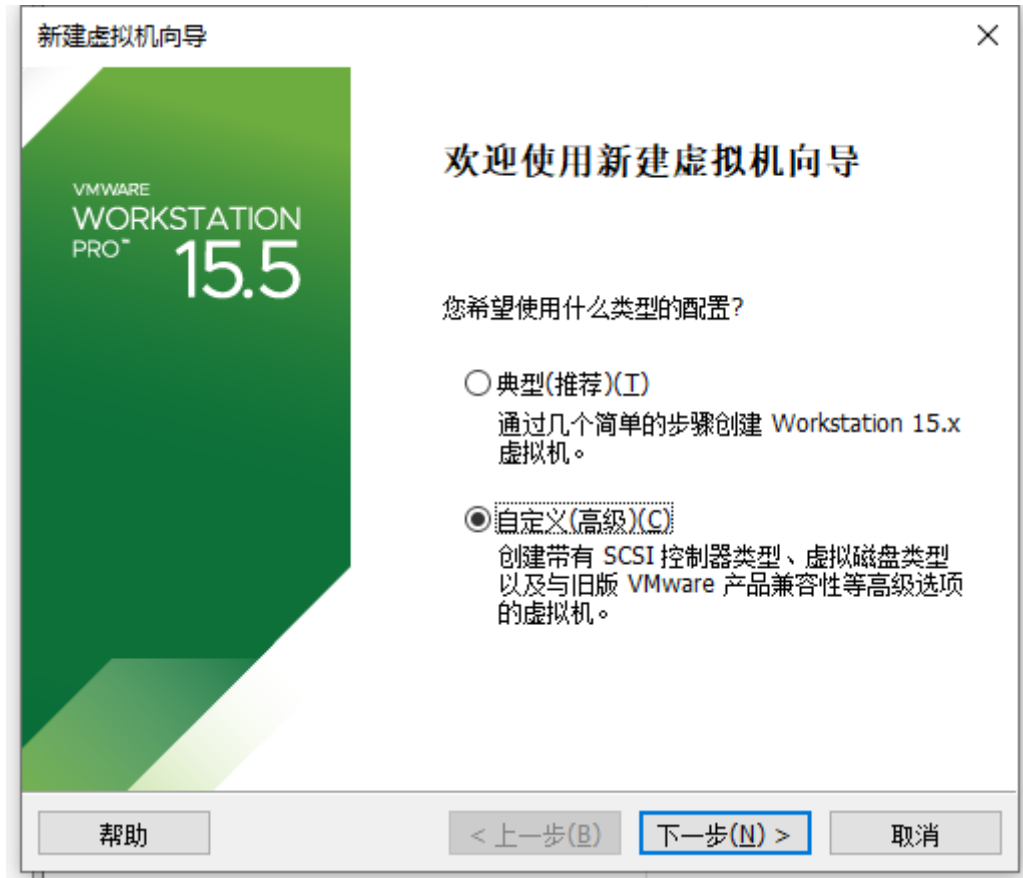 新建虚拟机向导
VMWARE
WORKSTATION
PRO™ 15.5
欢迎使用新建虚拟机向导
您希望使用什么类型的配置?
典型(推荐)(T)
通过几个简单的步骤创建 Workstation 15.x
虚拟机。
自定义(高级)(C)
创建带有 SCSI 控制器类型、虚拟磁盘类型
以及与旧版 VMware 产品兼容性等高级选项
的虚拟机。
帮助
< 上一步(B)
下一步(N) >
取消